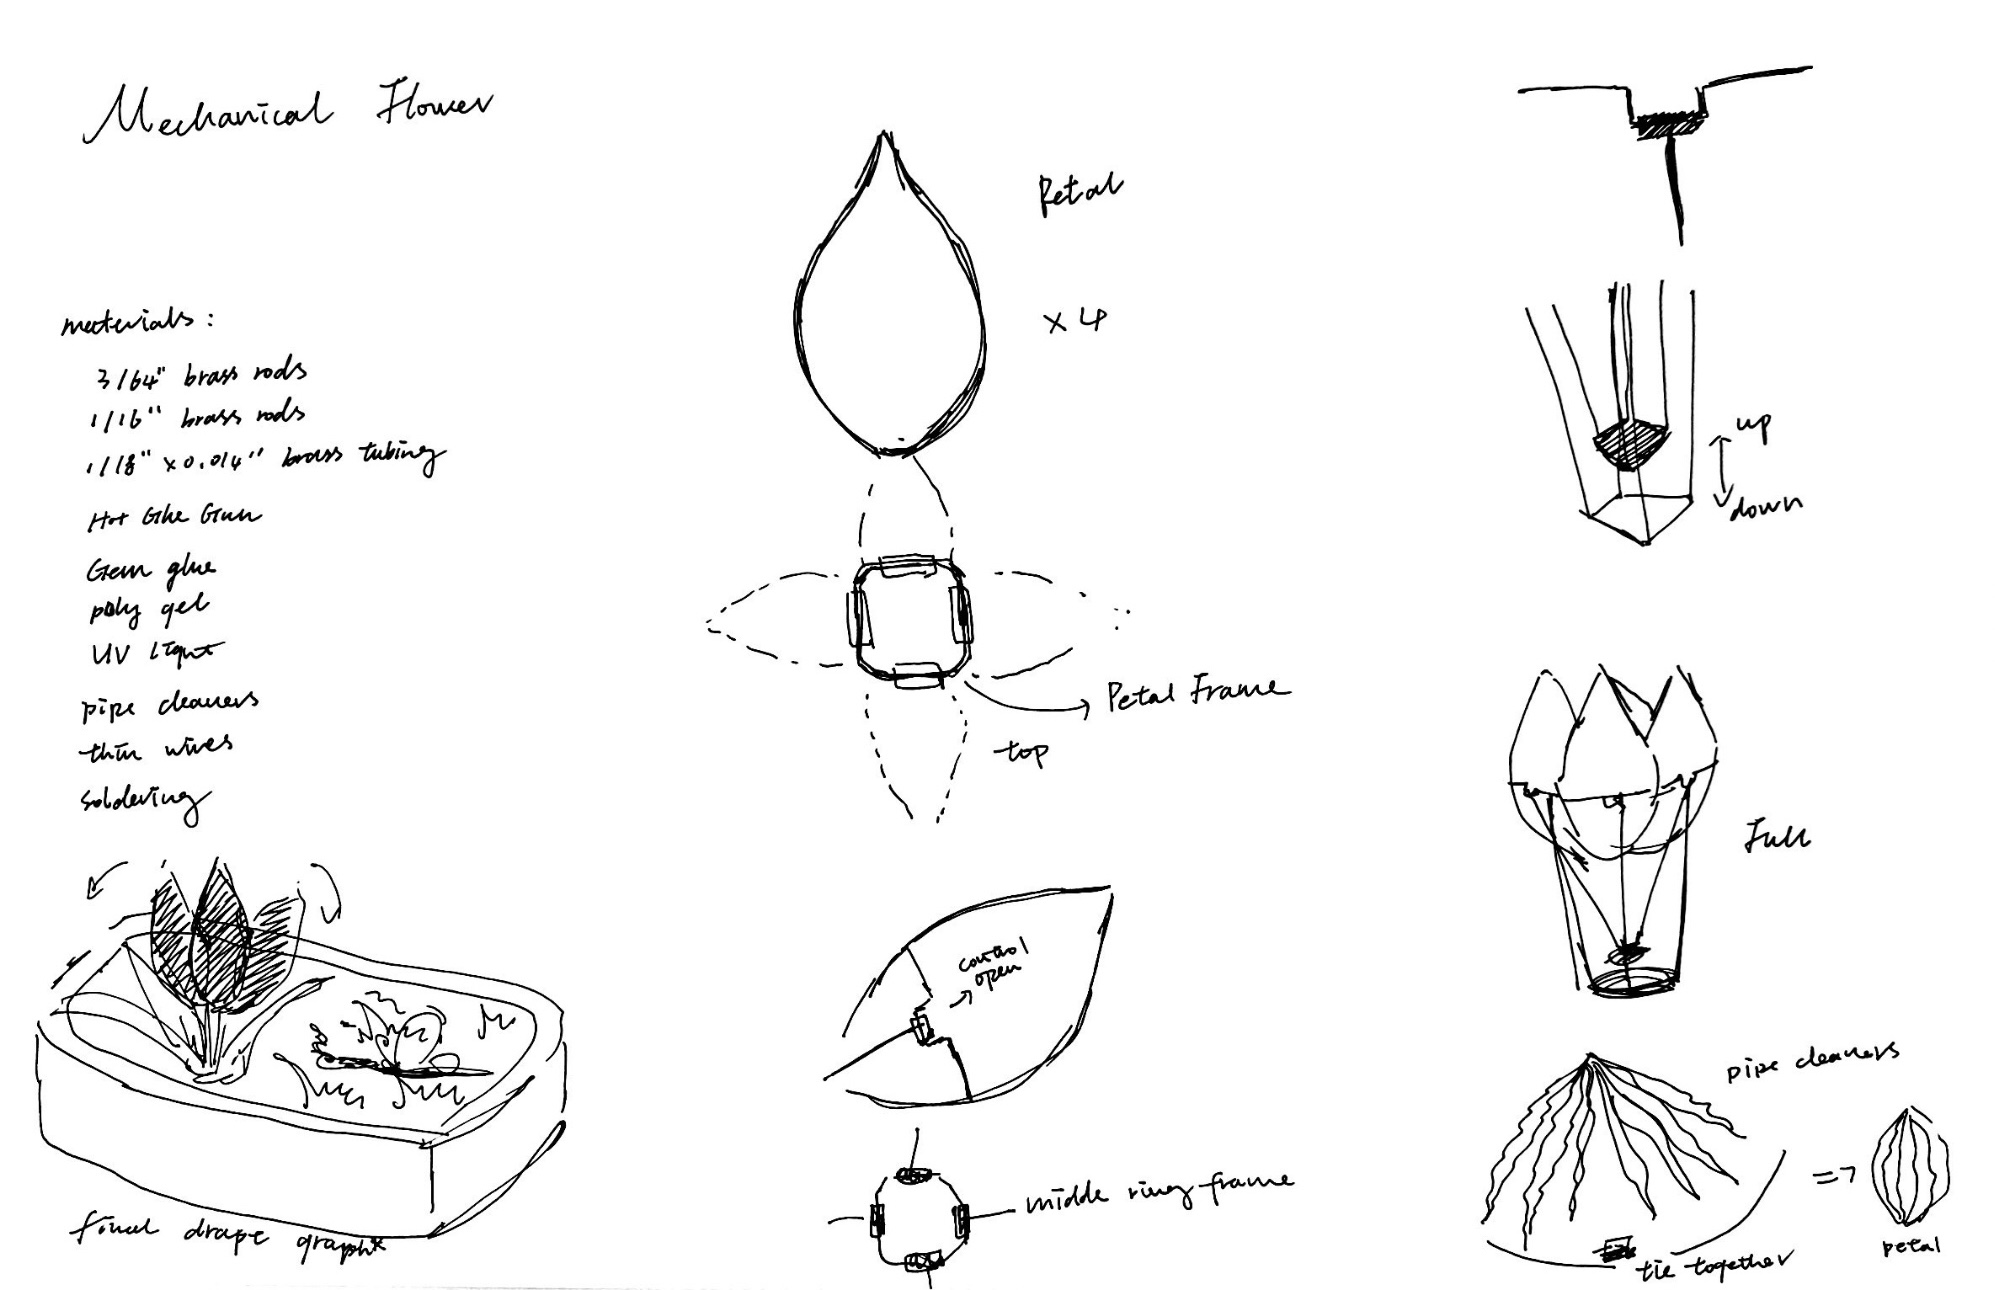 Mechanical Flower
materials:
3/64" brass rods
1/16" brass rods
1/8" x 0.014" brass tubing
Hot Glue Gun
Gem glue
poly gel
UV light
pipe cleaners
thin wires
soldering
final drape graph*
Petal
x 4
Petal Frame
top
control
open
middle ring frame
up
down
Full
pipe cleaners
=>
petal
tie together